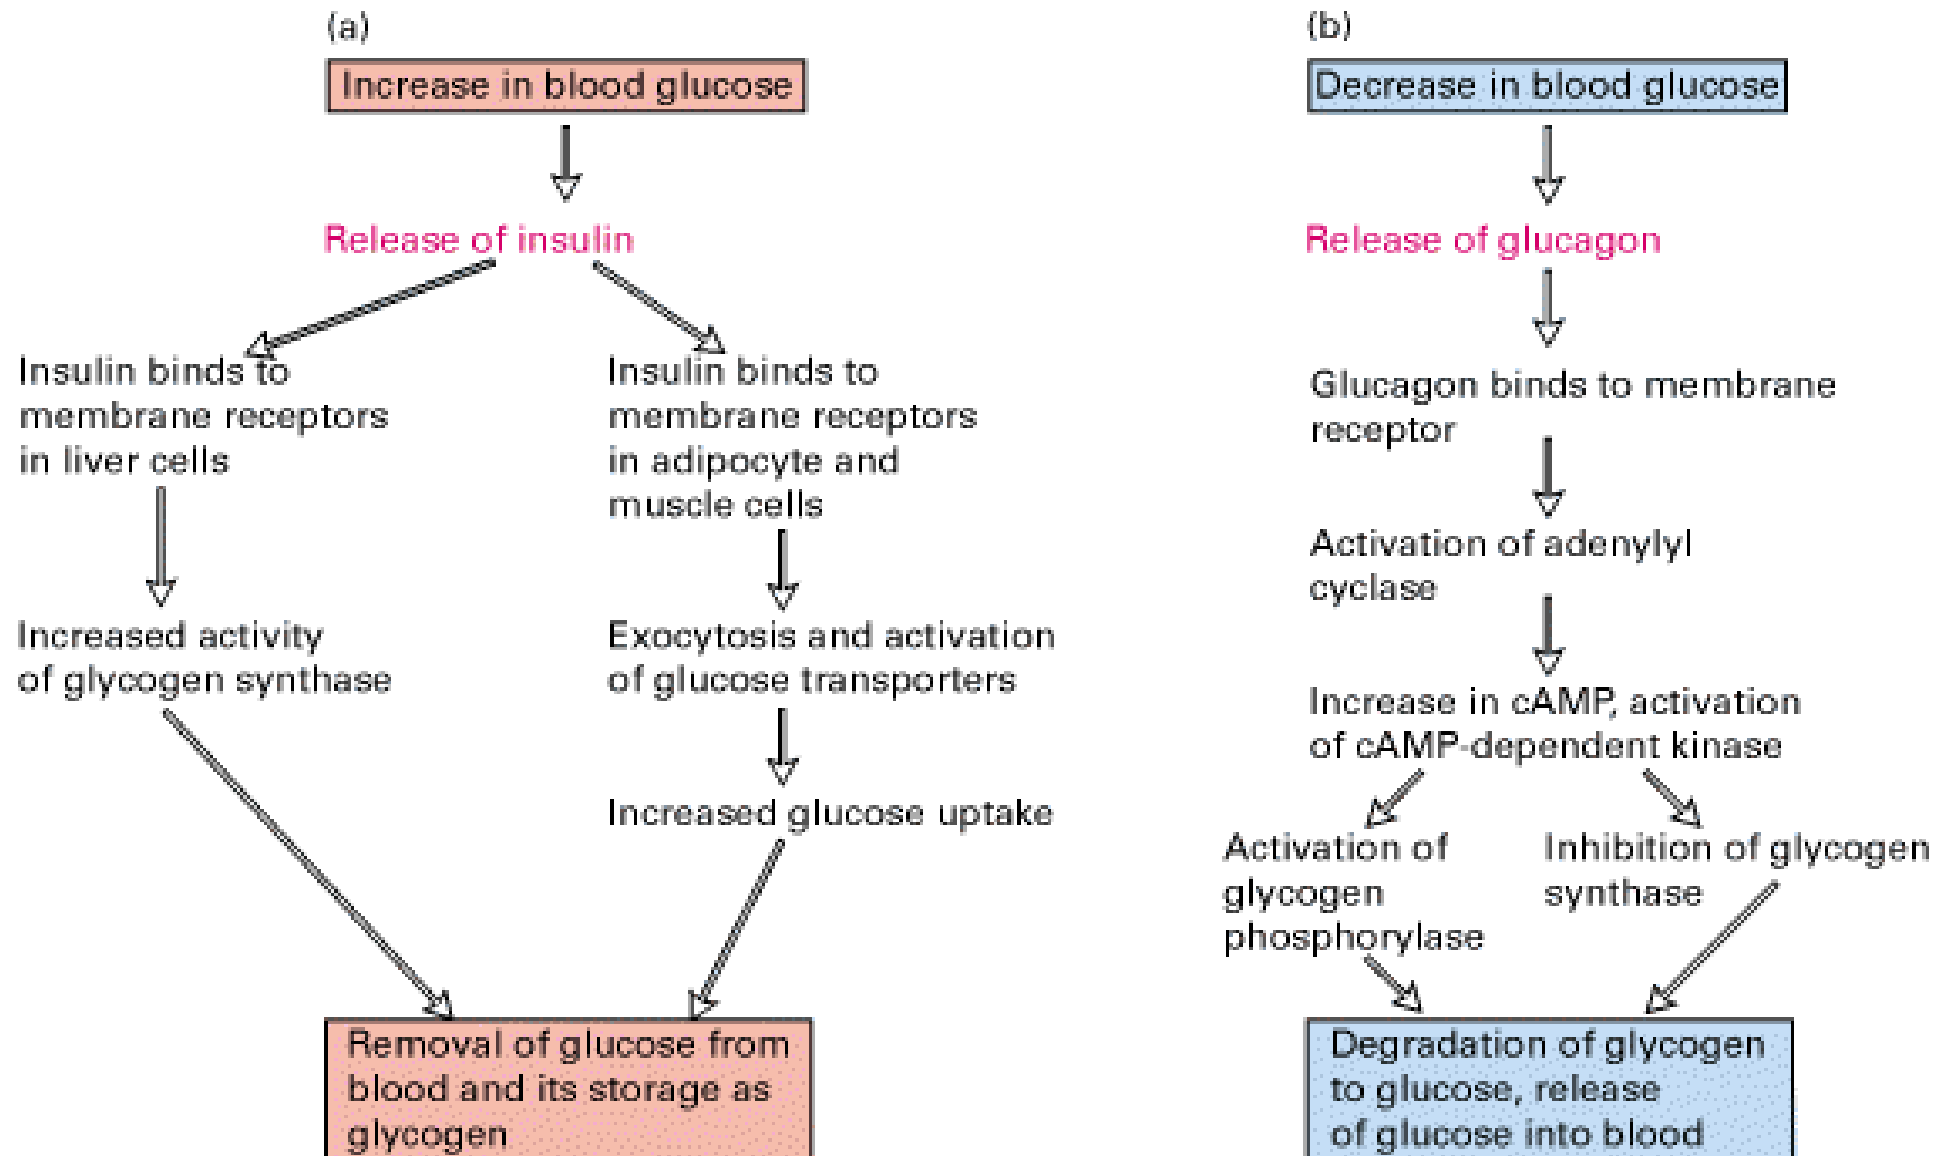 (a)
Increase in blood glucose
Release of insulin
Insulin binds to
membrane receptors
in liver cells
Increased activity
of glycogen synthase
Insulin binds to
membrane receptors
in adipocyte and
muscle cells
Exocytosis and activation
of glucose transporters
Increased glucose uptake
Removal of glucose from
blood and its storage as
glycogen
(b)
Decrease in blood glucose
Release of glucagon
Glucagon binds to membrane
receptor
Activation of adenylyl
cyclase
Increase in cAMP, activation
of cAMP-dependent kinase
Activation of
glycogen
phosphorylase
Inhibition of glycogen
synthase
Degradation of glycogen
to glucose, release
of glucose into blood